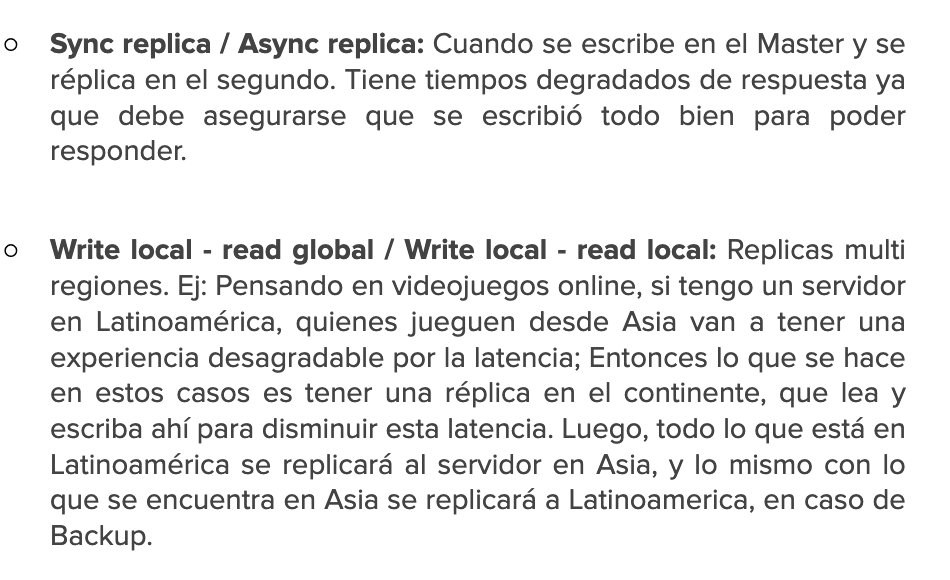 ○ Sync replica / Async replica: Cuando se escribe en el Master y se
réplica en el segundo. Tiene tiempos degradados de respuesta ya
que debe asegurarse que se escribió todo bien para poder
responder.
○ Write local - read global / Write local - read local: Replicas multi
regiones. Ej: Pensando en videojuegos online, si tengo un servidor
en Latinoamérica, quienes jueguen desde Asia van a tener una
experiencia desagradable por la latencia; Entonces lo que se hace
en estos casos es tener una réplica en el continente, que lea y
escriba ahí para disminuir esta latencia. Luego, todo lo que está en
Latinoamérica se replicará al servidor en Asia, y lo mismo con lo
que se encuentra en Asia se replicará a Latinoamerica, en caso de
Backup.